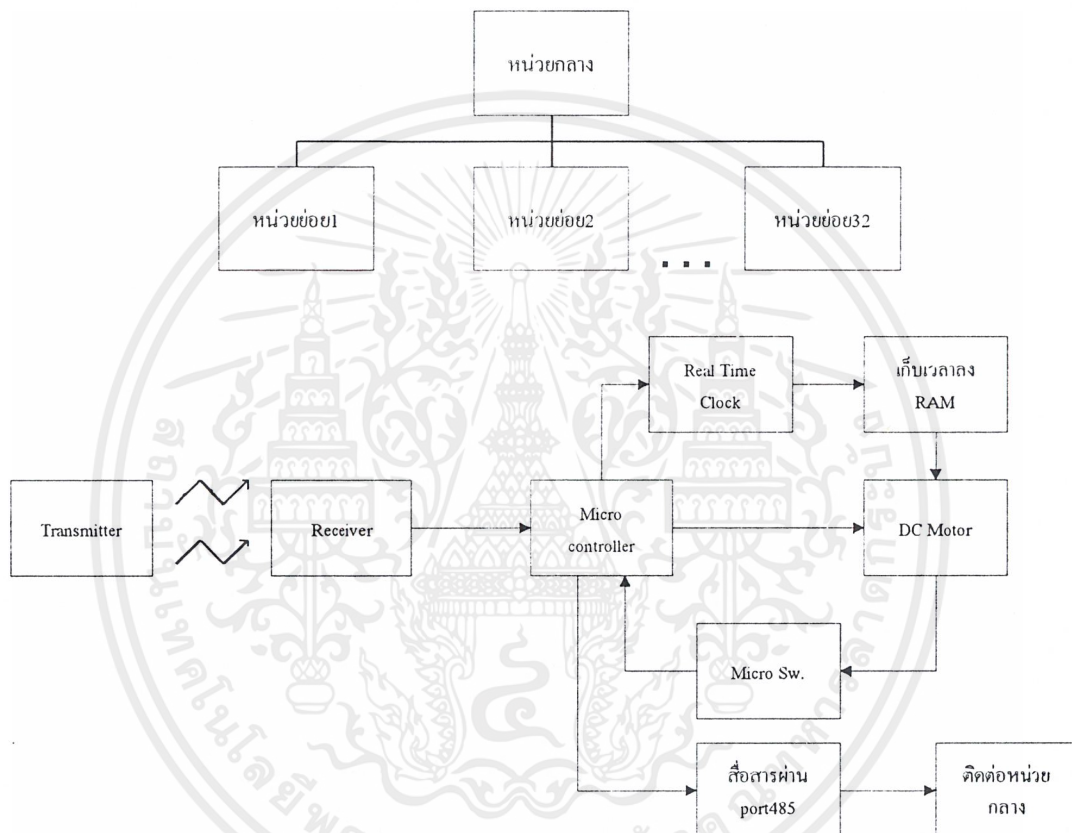 หน่วยกลาง
หน่วยย่อย1
หน่วยย่อย2
หน่วยย่อย32
. . .
Real Time
Clock
เก็บเวลาลง
RAM
Transmitter
Receiver
Micro
controller
DC Motor
Micro Sw.
สื่อสารผ่าน
port485
ติดต่อหน่วย
กลาง